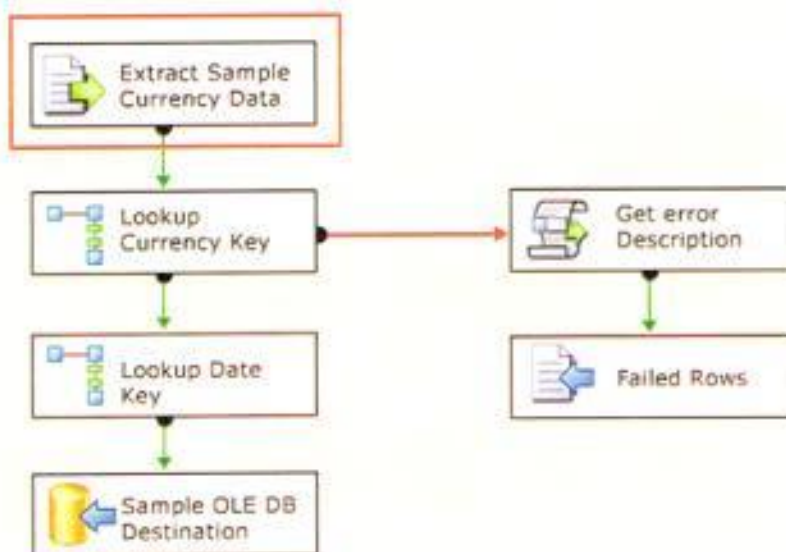 Extract Sample
Currency Data
Lookup
Currency Key
Get error
Description
Lookup Date
Key
Failed Rows
Sample OLE DB
Destination